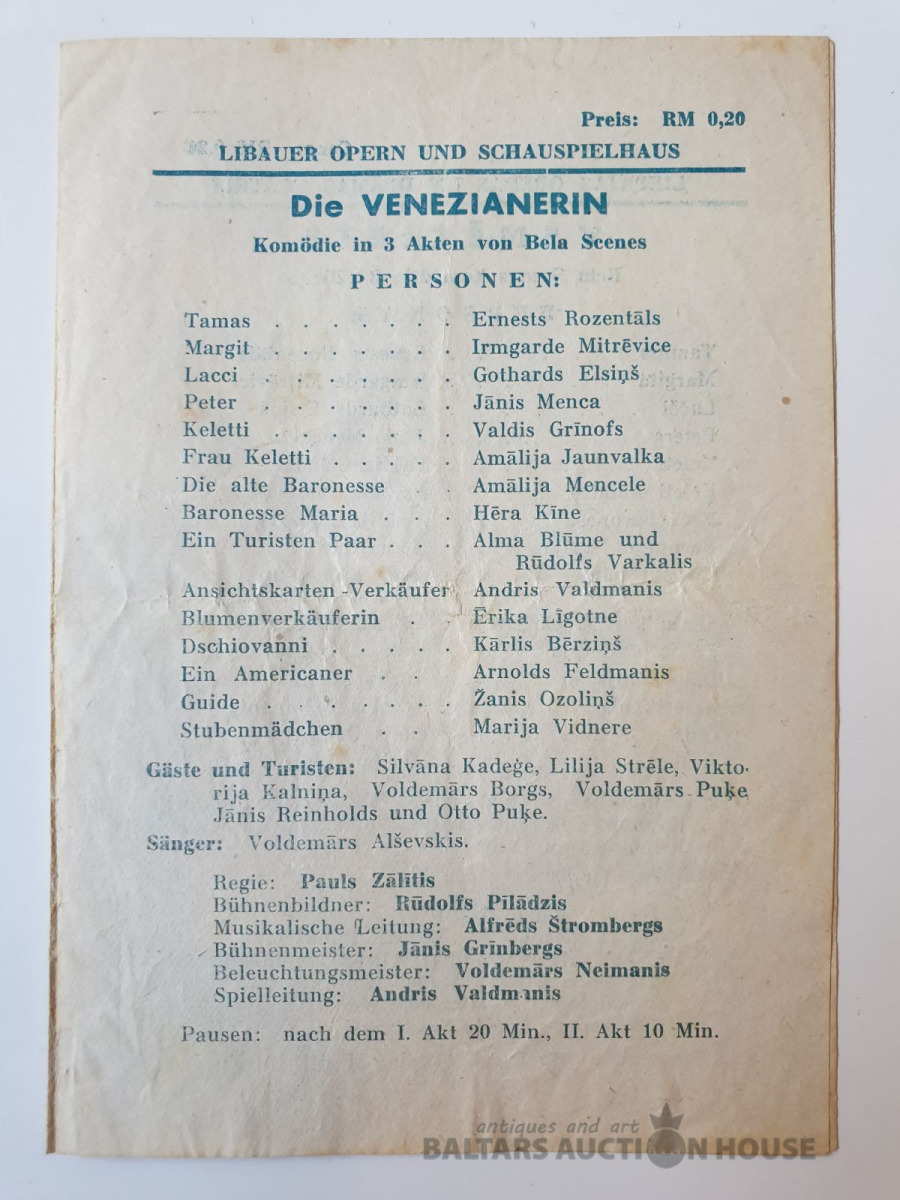 Preis: RM 0,20
LIBAUER OPERN UND SCHAUSPIELHAUS
Die VENEZIANERIN
Komödie in 3 Akten von Bela Scenes
PERSONEN:
Tamas . . . . . . . Ernests Rozentāls
Margit . . . . . . . Irmgarde Mitrēvice
Lacci . . . . . . . Gothards Elsiņš
Peter . . . . . . . Jānis Menca
Keletti . . . . . . . Valdis Grīnofs
Frau Keletti . . . . . Amālija Jaunvalka
Die alte Baronesse . . Amālija Mencele
Baronesse Maria . . . Hēra Kīne
Ein Turisten Paar . . . Alma Blūme und
Rūdolfs Varkalis
Ansichtskarten-Verkäufer Andris Valdmanis
Blumenverkäuferin . . Ērika Līgotne
Dschiovanni . . . . . Kārlis Bērziņš
Ein Americaner . . Arnolds Feldmanis
Guide . . . . . . . Žanis Ozoliņš
Stubenmädchen . . Marija Vidnere
Gäste und Turisten: Silvāna Kadeģe, Lilija Strēle, Vikto-
rija Kalniņa, Voldemārs Borgs, Voldemārs Puķe
Jānis Reinholds und Otto Puķe.
Sänger: Voldemārs Alševskis.
Regie: Pauls Zālītis
Bühnenbildner: Rūdolfs Pīlādzis
Musikalische Leitung: Alfrēds Štrombergs
Bühnenmeister: Jānis Grīnbergs
Beleuchtungsmeister: Voldemārs Neimanis
Spielleitung: Andris Valdmanis
Pausen: nach dem I. Akt 20 Min., II. Akt 10 Min.
antiques and art
BALTARS AUCTION HOUSE